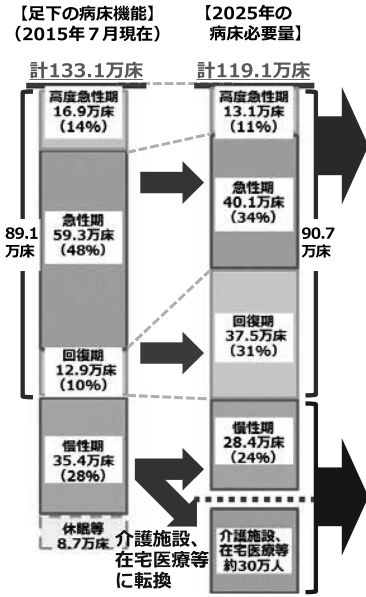 【足下の病床機能】
（2015年７月現在）
計133.1万床
高度急性期
16.9万床
（14%）
急性期
59.3万床
（48%）
89.1
万床
回復期
12.9万床
（10%）
慢性期
35.4万床
（28%）
休眠等
8.7万床
【2025年の
病床必要量】
計119.1万床
高度急性期
13.1万床
（11%）
急性期
40.1万床
（34%）
90.7
万床
回復期
37.5万床
（31%）
慢性期
28.4万床
（24%）
介護施設、
在宅医療等
に転換
介護施設、
在宅医療等
約30万人